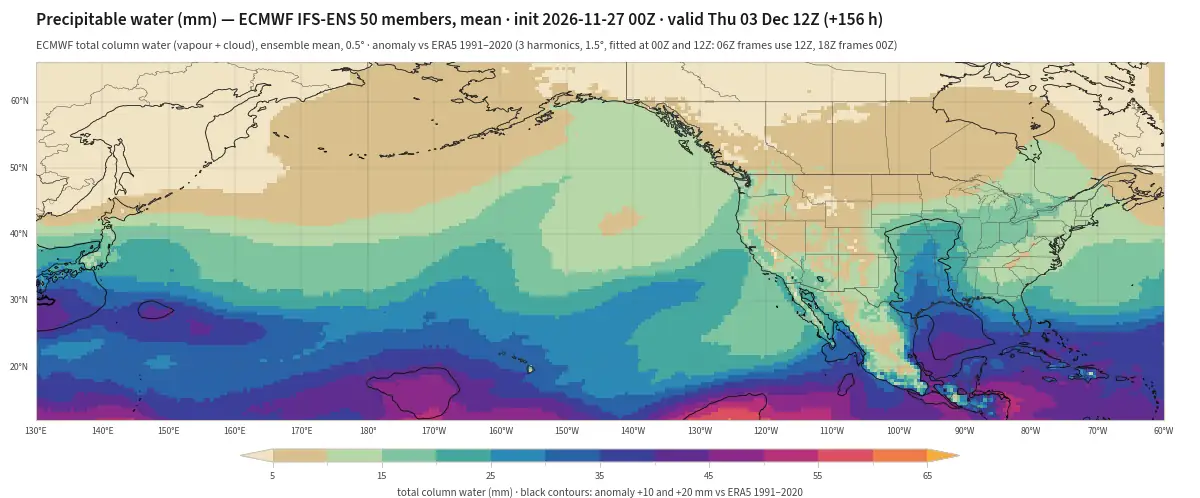 Precipitable water (mm) — ECMWF IFS-ENS 50 members, mean · init 2026-11-27 00Z · valid Thu 03 Dec 12Z (+156 h)
ECMWF total column water (vapour + cloud), ensemble mean, 0.5° · anomaly vs ERA5 1991–2020 (3 harmonics, 1.5°, fitted at 00Z and 12Z: 06Z frames use 12Z, 18Z frames 00Z)
60°N
50°N
40°N
30°N
20°N
130°E 140°E 150°E 160°E 170°E 180° 170°W 160°W 150°W 140°W 130°W 120°W 110°W 100°W 90°W 80°W 70°W 60°W
5 15 25 35 45 55 65
total column water (mm) · black contours: anomaly +10 and +20 mm vs ERA5 1991–2020